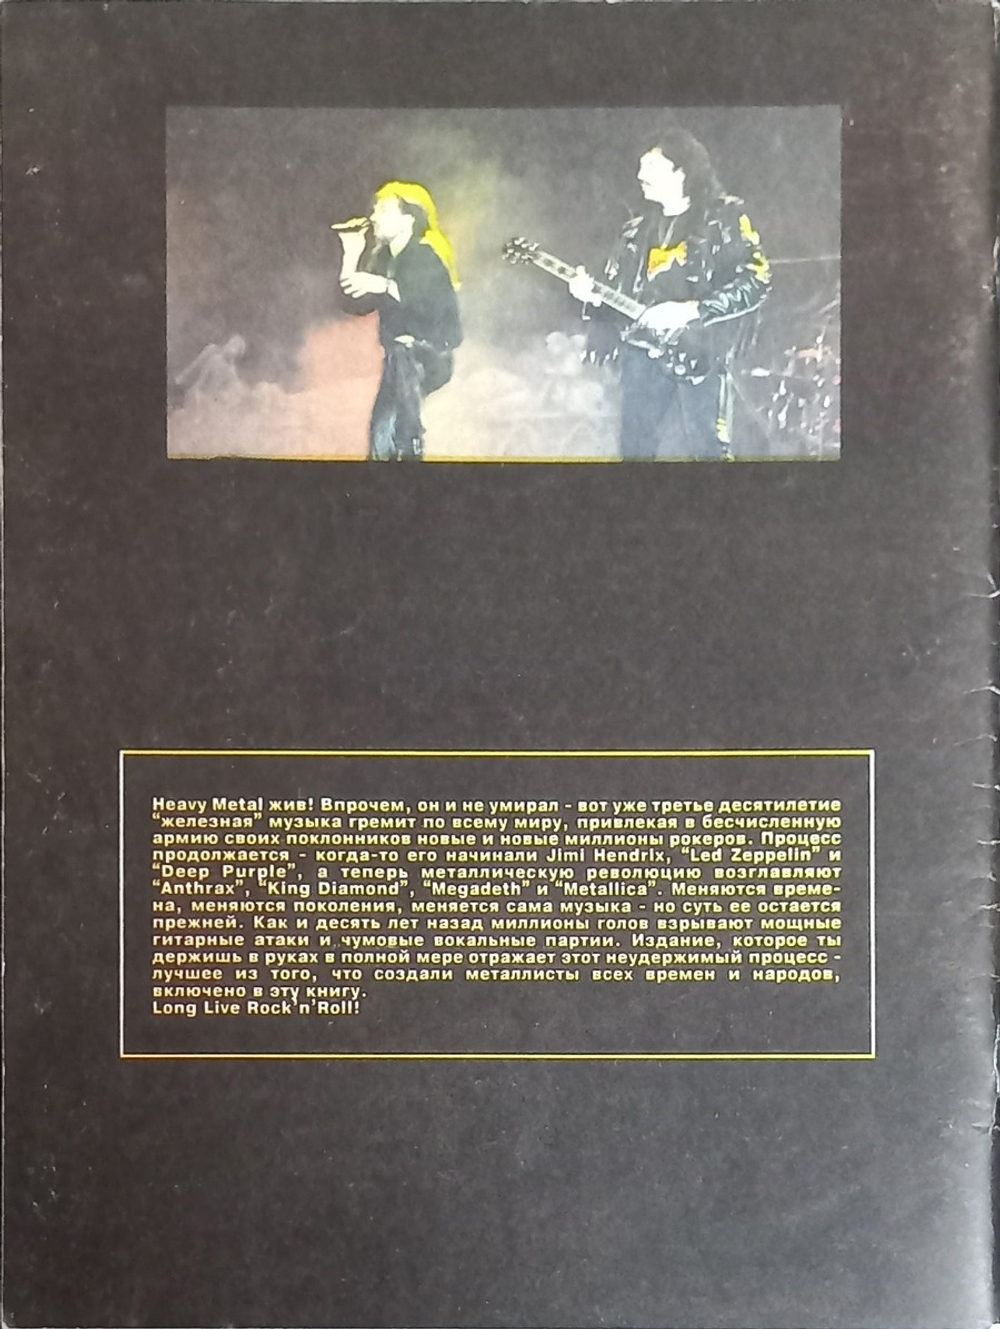 Heavy Metal жив! Впрочем, он и не умирал - вот уже третье десятилетие
“железная” музыка гремит по всему миру, привлекая в бесчисленную
армию своих поклонников новые и новые миллионы рокеров. Процесс
продолжается - когда-то его начинали Jimi Hendrix, “Led Zeppelin” и
“Deep Purple”, а теперь металлическую революцию возглавляют
“Anthrax”, “King Diamond”, “Megadeth” и “Metallica”. Меняются време-
на, меняются поколения, меняется сама музыка - но суть ее остается
прежней. Как и десять лет назад миллионы голов взрывают мощные
гитарные атаки и чумовые вокальные партии. Издание, которое ты
держишь в руках в полной мере отражает этот неудержимый процесс -
лучшее из того, что создали металлисты всех времен и народов,
включено в эту книгу.
Long Live Rock'n'Roll!